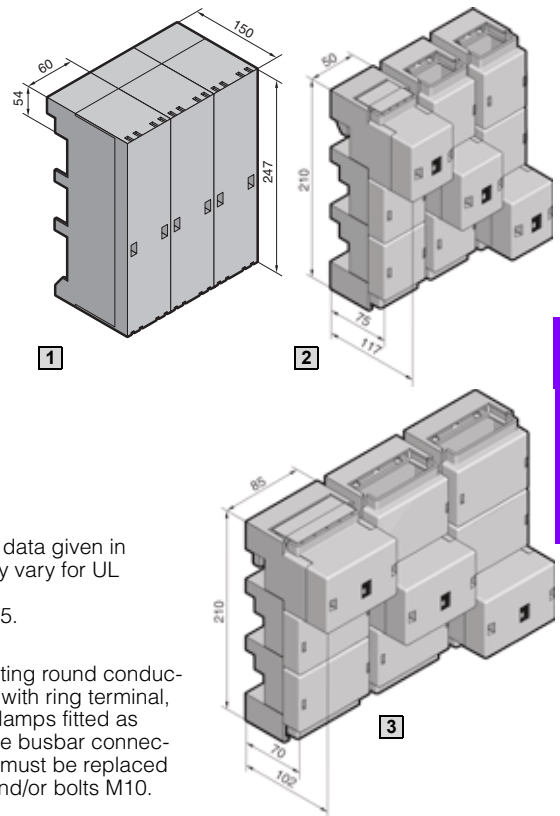 150
60
54
247
1
50
210
75
117
2
85
210
70
102
3
data given in
y vary for UL
5.
ting round conduc-
with ring terminal,
lamps fitted as
e busbar connec-
must be replaced
nd/or bolts M10.